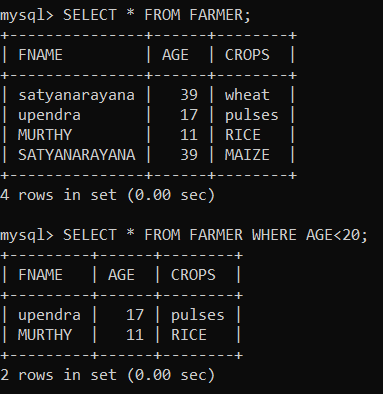 mysql> SELECT * FROM FARMER;
+---------------+------+--------+
| FNAME         | AGE  | CROPS  |
+---------------+------+--------+
| satyanarayana |   39 | wheat  |
| upendra       |   17 | pulses |
| MURTHY        |   11 | RICE   |
| SATYANARAYANA |   39 | MAIZE  |
+---------------+------+--------+
4 rows in set (0.00 sec)
mysql> SELECT * FROM FARMER WHERE AGE<20;
+---------+------+--------+
| FNAME   | AGE  | CROPS  |
+---------+------+--------+
| upendra |   17 | pulses |
| MURTHY  |   11 | RICE   |
+---------+------+--------+
2 rows in set (0.00 sec)